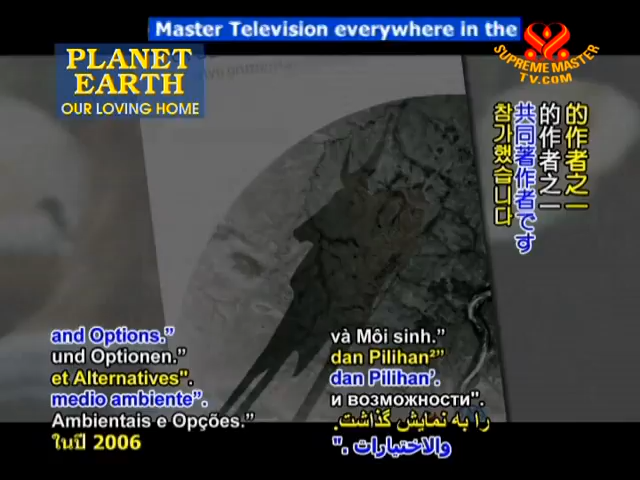 Master Television everywhere in the
PLANET
EARTH
OUR LOVING HOME
SUPREME MASTER
TV.COM
的作者之一
的作者之一
共同著作者です
참가했습니다
and Options.”
und Optionen.”
et Alternatives".
medio ambiente”.
Ambientais e Opções.”
ในปี 2006
và Môi sinh.”
dan Pilihan²”
dan Pilihan’.
и возможности".
را به نمایش گذاشت.
والاختيارات ."